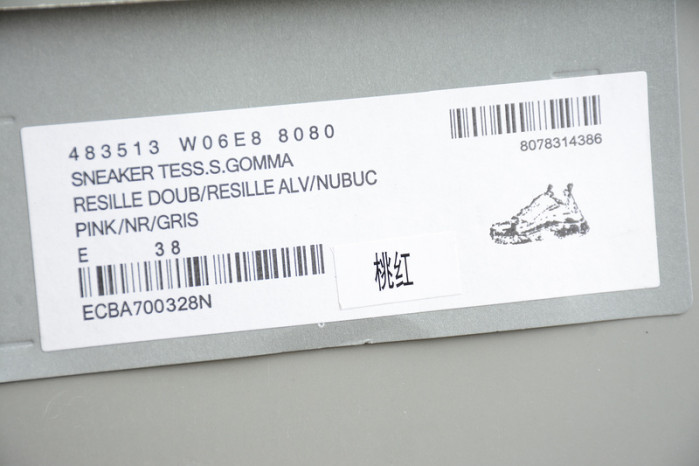 483513 W06E8 8080
SNEAKER TESS.S.GOMMA
RESILLE DOUB/RESILLE ALV/NUBUC
PINK/NR/GRIS
E 38
ECBA700328N
8078314386
桃红